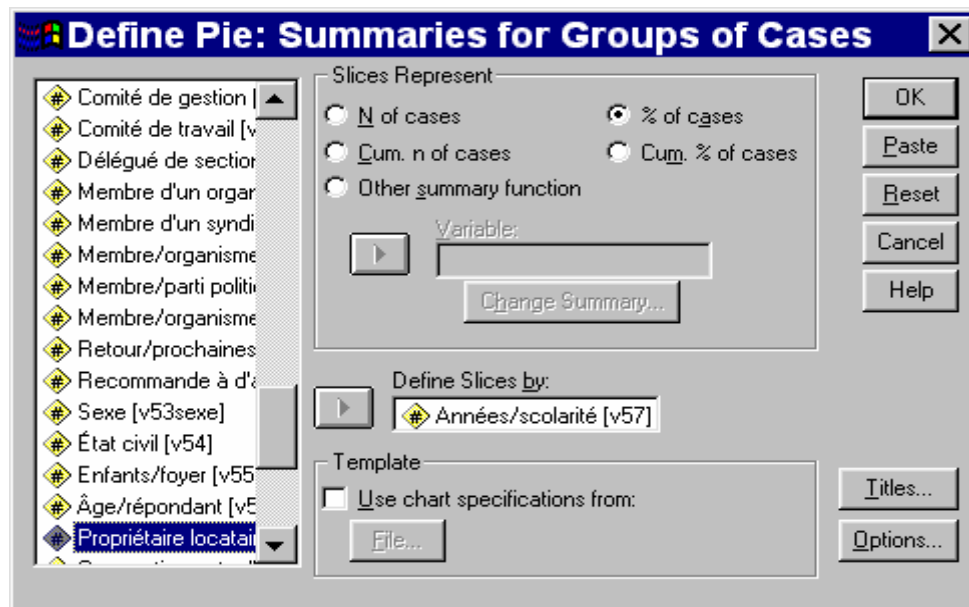 Define Pie: Summaries for Groups of Cases
Comité de gestion [
Comité de travail [v
Délégué de section
Membre d'un organ
Membre d'un syndi
Membre/organisme
Membre/parti politi
Membre/organisme
Retour/prochaines
Recommande à d'a
Sexe [v53sexe]
État civil [v54]
Enfants/foyer [v55
Âge/répondant [v5
Propriétaire locatair
Slices Represent
N of cases
% of cases
Cum. n of cases
Cum. % of cases
Other summary function
Variable:
Change Summary...
Define Slices by:
Années/scolarité [v57]
Template
Use chart specifications from:
File...
OK
Paste
Reset
Cancel
Help
Titles...
Options...